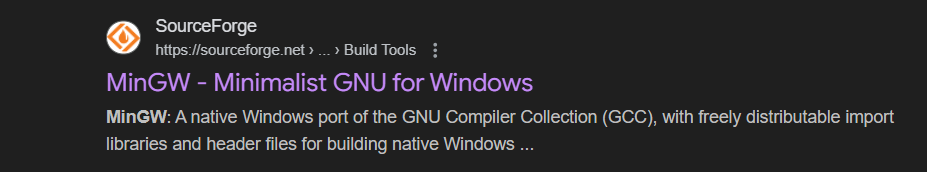 SourceForge
https://sourceforge.net › ... › Build Tools
MinGW - Minimalist GNU for Windows
MinGW: A native Windows port of the GNU Compiler Collection (GCC), with freely distributable import
libraries and header files for building native Windows ...